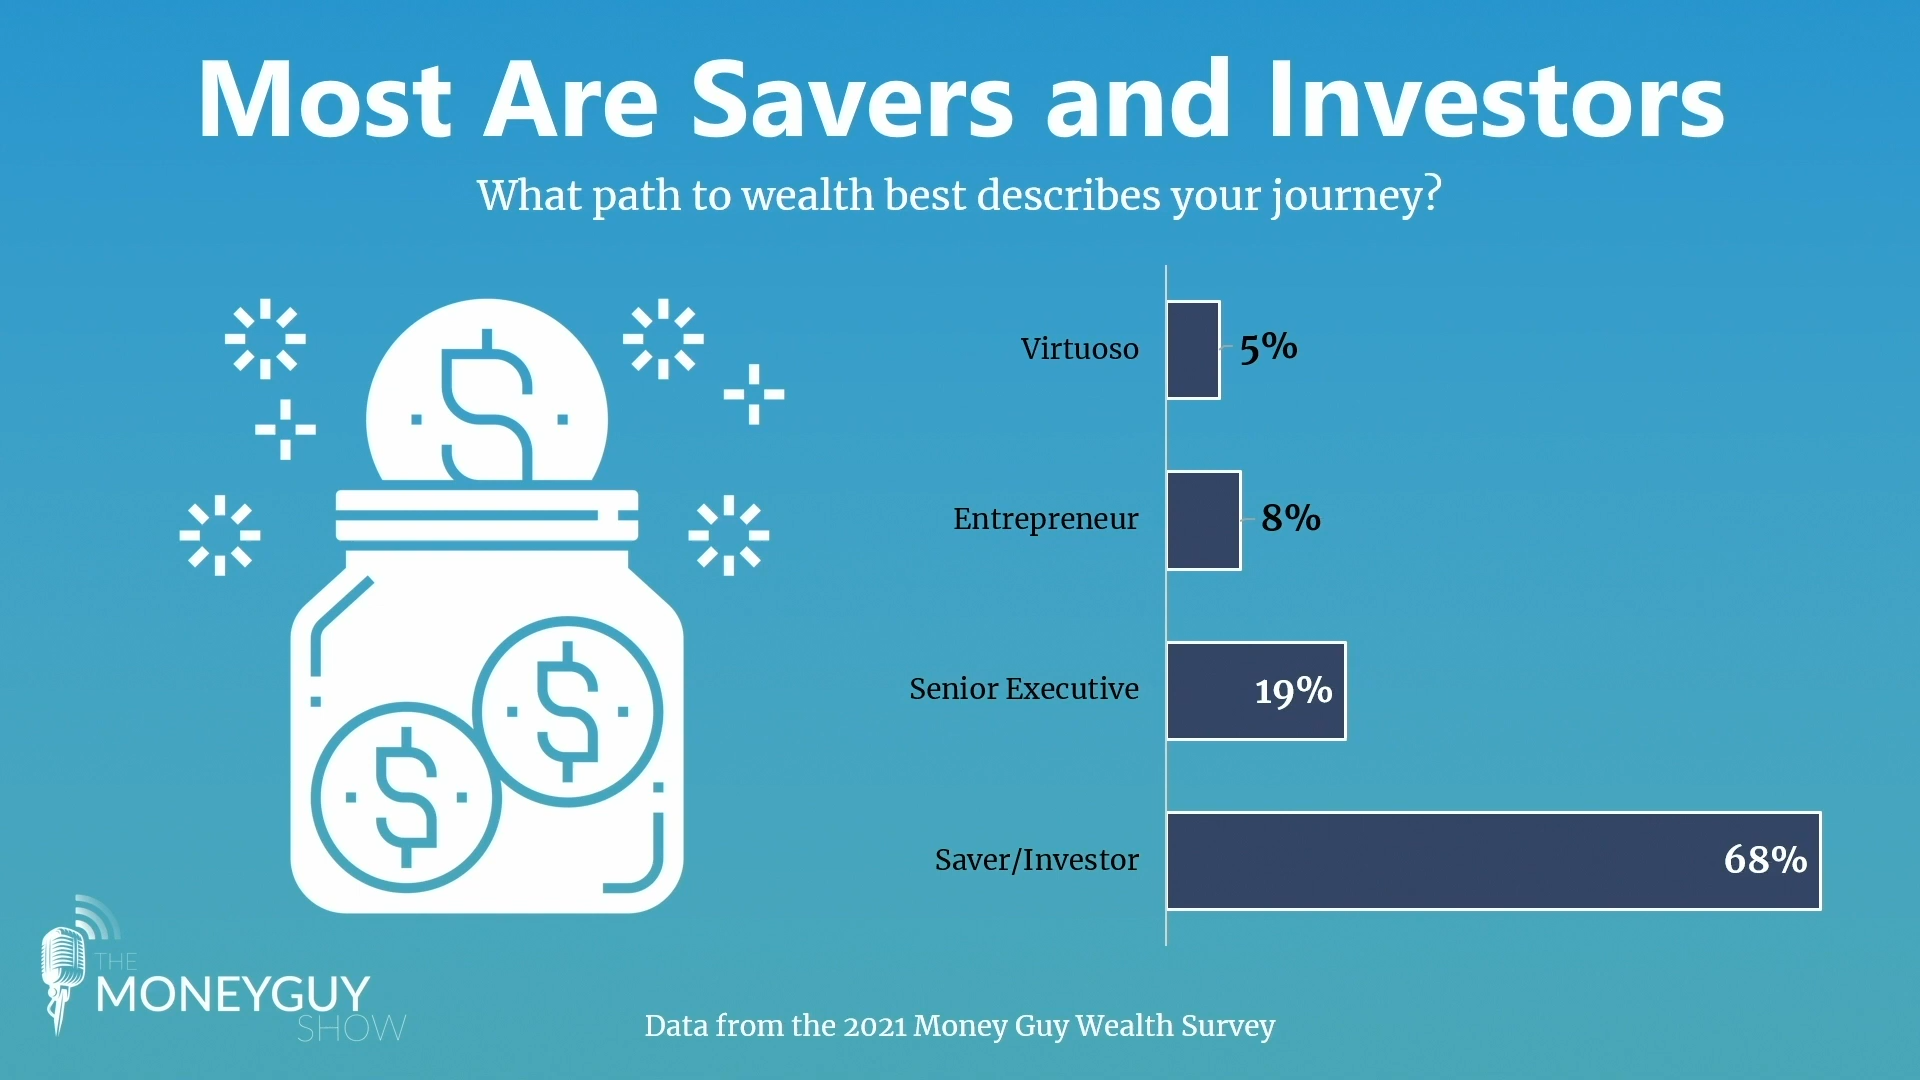 Most Are Savers and Investors
What path to wealth best describes your journey?
Virtuoso
5%
Entrepreneur
8%
Senior Executive
19%
Saver/Investor
68%
THE
MONEYGUY
SHOW
Data from the 2021 Money Guy Wealth Survey